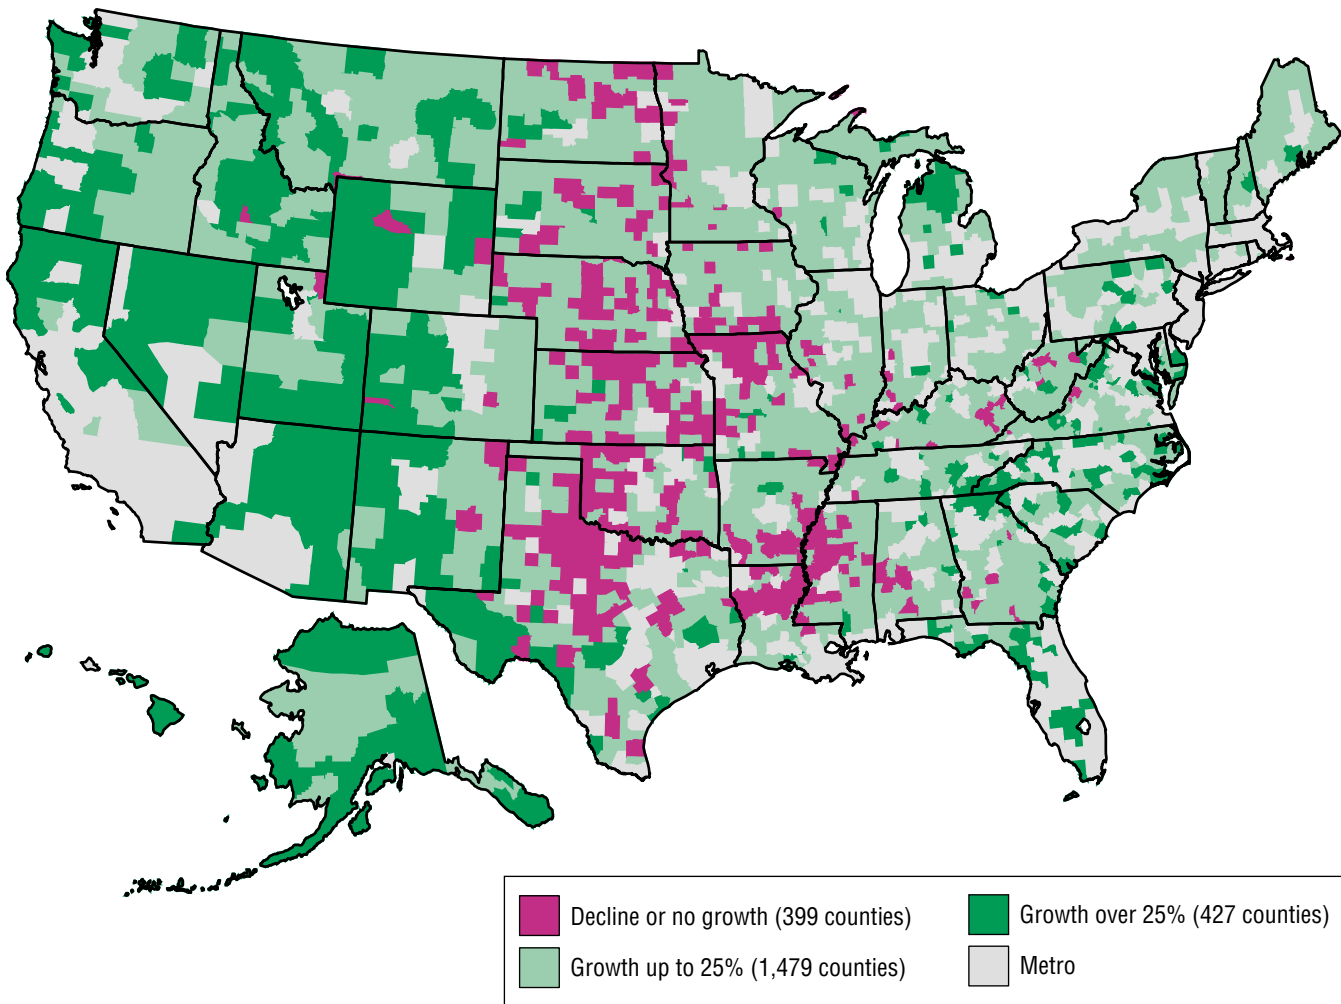 Decline or no growth (399 counties)
Growth over 25% (427 counties)
Growth up to 25% (1,479 counties)
Metro